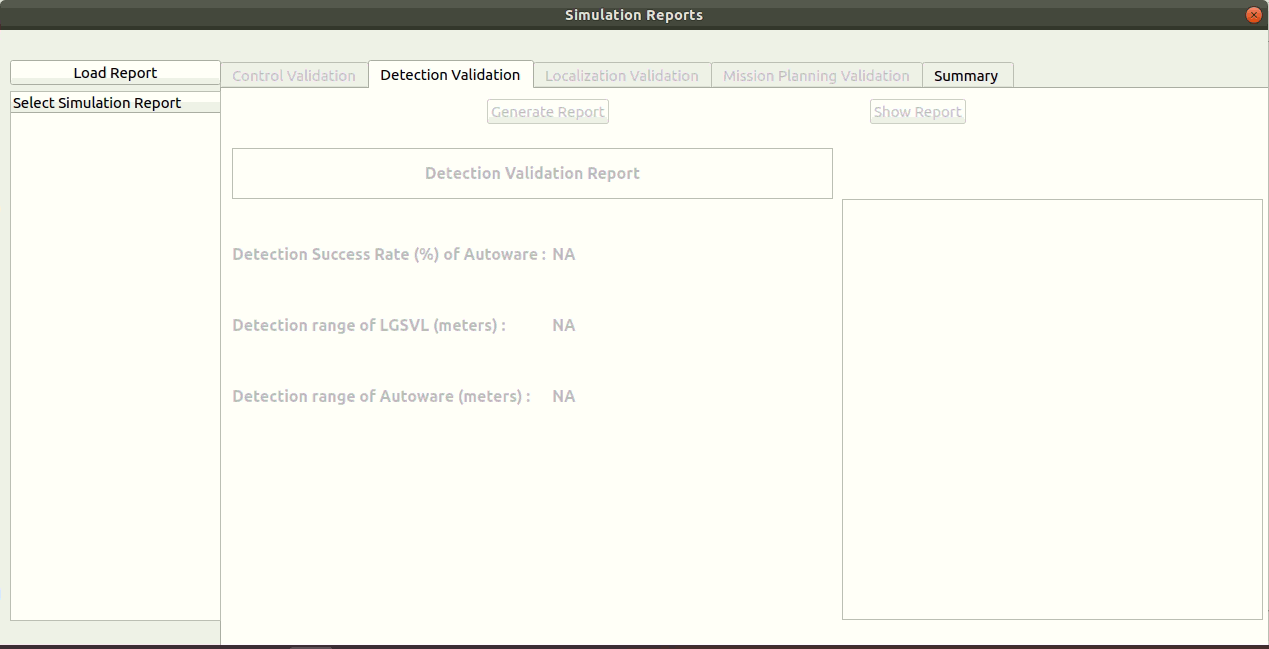 Simulation Reports
Load Report
Select Simulation Report
Control Validation
Detection Validation
Localization Validation
Mission Planning Validation
Summary
Generate Report
Show Report
Detection Validation Report
Detection Success Rate (%) of Autoware : NA
Detection range of LGSVL (meters) : NA
Detection range of Autoware (meters) : NA